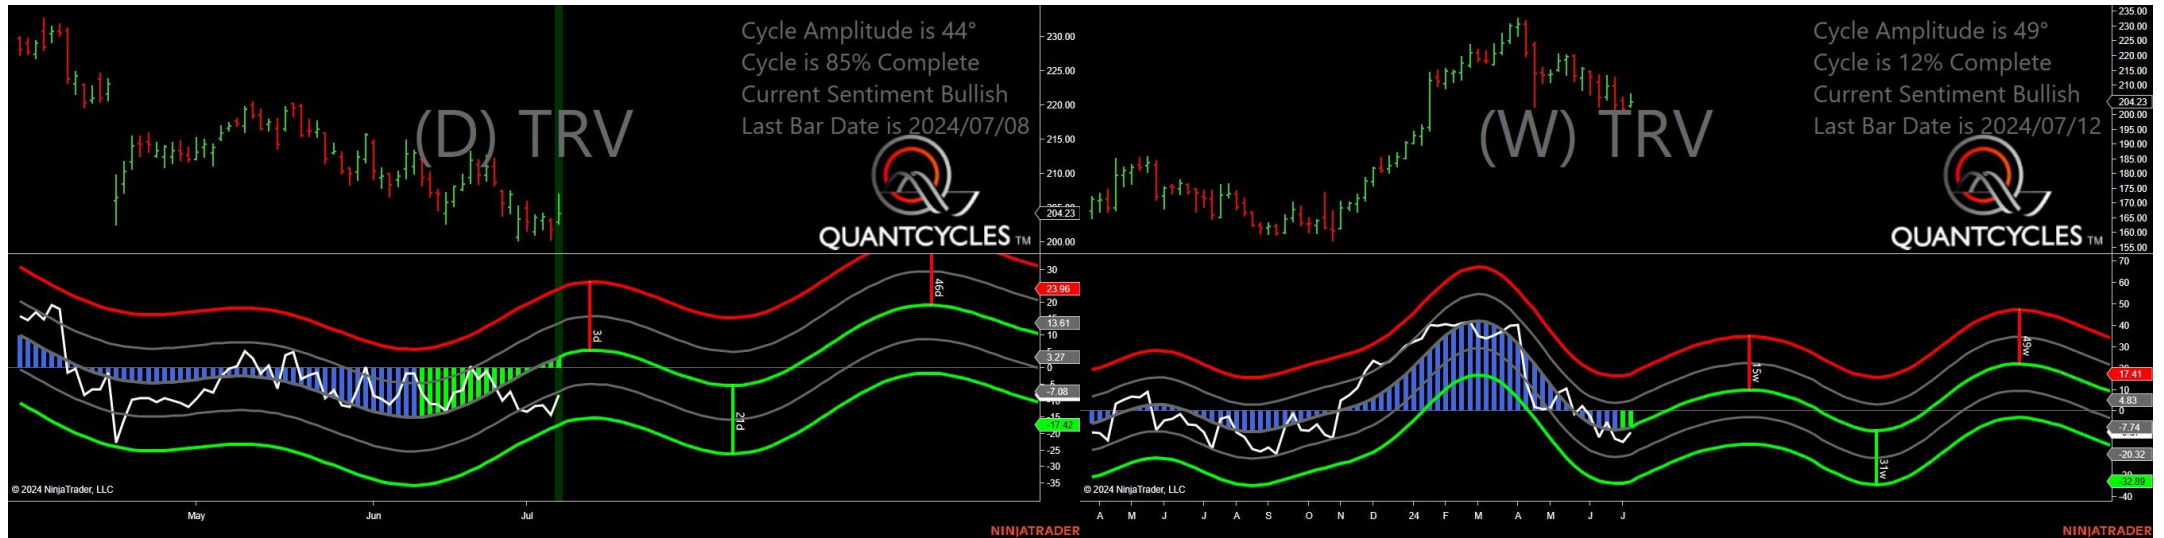 Cycle Amplitude is 44°
Cycle is 85% Complete
Current Sentiment Bullish
Last Bar Date is 2024/07/08
(D) TRV
QUANTCYCLES TM
230.00
225.00
220.00
215.00
210.00
204.23
200.00
30
23.96
20
13.61
10
5
3.27
0
-7.08
-10
-15
-17.42
-20
-25
-30
-35
3d
21d
46d
© 2024 NinjaTrader, LLC
May
Jun
Jul
NINJATRADER
Cycle Amplitude is 49°
Cycle is 12% Complete
Current Sentiment Bullish
Last Bar Date is 2024/07/12
(W) TRV
QUANTCYCLES TM
235.00
230.00
225.00
220.00
215.00
210.00
204.23
200.00
195.00
190.00
185.00
180.00
175.00
170.00
165.00
160.00
155.00
70
60
50
40
30
17.41
10
4.83
0
-7.74
-20.32
-32.89
-40
15w
31w
49w
© 2024 NinjaTrader, LLC
A
M
J
J
A
S
O
N
D
24
F
M
A
M
J
J
NINJATRADER